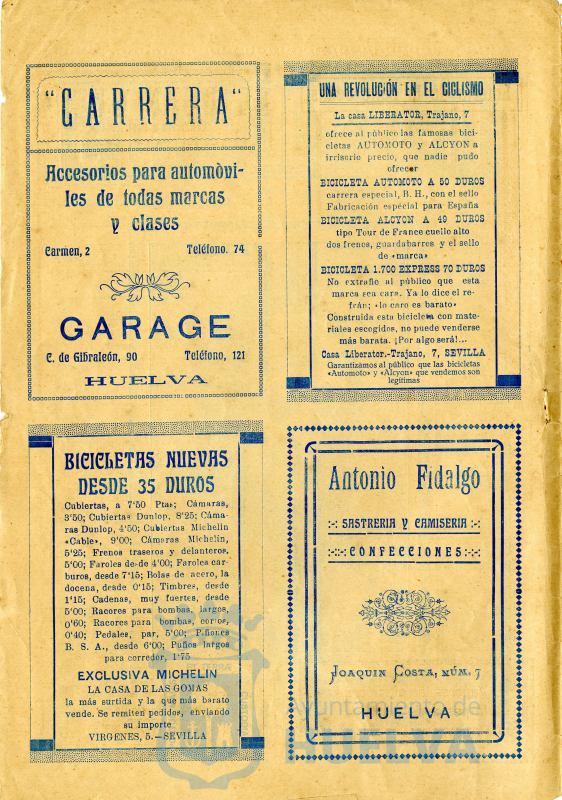 "CARRERA"
Accesorios para automòvi-
les de todas marcas
y clases
Carmen, 2 Teléfono. 74
GARAGE
C. de Gibraleón, 90 Teléfono, 121
HUELVA
UNA REVOLUCIÓN EN EL CICLISMO
La casa LIBERATOR, Trajano, 7
ofrece al público las famosas bici-
cletas AUTOMOTO y ALCYON a
irrisorio precio, que nadie pudo
ofrecer
BICICLETA AUTOMOTO A 50 DUROS
carrera especial, B. H., con el sello
Fabricación especial para España
BICICLETA ALCYON A 49 DUROS
tipo Tour de France cuello alto
dos frenos, guardabarros y el sello
de «marca»
BICICLETA 1.700 EXPRESS 70 DUROS
No extrañe al público que esta
marca sea cara. Ya lo dice el re-
frán; «lo caro es barato»
Construida esta bicicleta con mate-
riales escogidos, no puede venderse
más barata. ¡Por algo será!...
Casa Liberator.-Trajano, 7, SEVILLA
Garantizamos al público que las bicicletas
«Automoto» y «Alcyon» que vendemos son
legítimas
BICICLETAS NUEVAS
DESDE 35 DUROS
Cubiertas, a 7'50 Ptas; Cámaras,
3'50; Cubiertas Dunlop, 8'25; Cáma-
ras Dunlop, 4'50; Cubiertas Michelin
«Cable», 9'00; Cámaras Michelin,
5'25; Frenos traseros y delanteros,
5'00; Faroles de-de 4'00; Faroles car-
buros, desde 7'15; Bolas de acero, la
docena, desde 0'15; Timbres, desde
1'15; Cadenas, muy fuertes, desde
5'00; Racores para bombas, largos,
0'60; Racores para bombas, cortos,
0'40; Pedales, par, 5'00; Piñones
B. S. A., desde 6'00; Puños largos
para corredor, 1'75
EXCLUSIVA MICHELIN
LA CASA DE LAS GOMAS
la más surtida y la que más barato
vende. Se remiten pedidos, enviando
su importe
VIRGENES, 5.-SEVILLA
Antonio Fidalgo
:-: SASTRERIA Y CAMISERIA :-:
:-::-: CONFECCIONES :-::-:
JOAQUIN COSTA, NÚM. 7
HUELVA
Ayuntamiento de
HUELVA